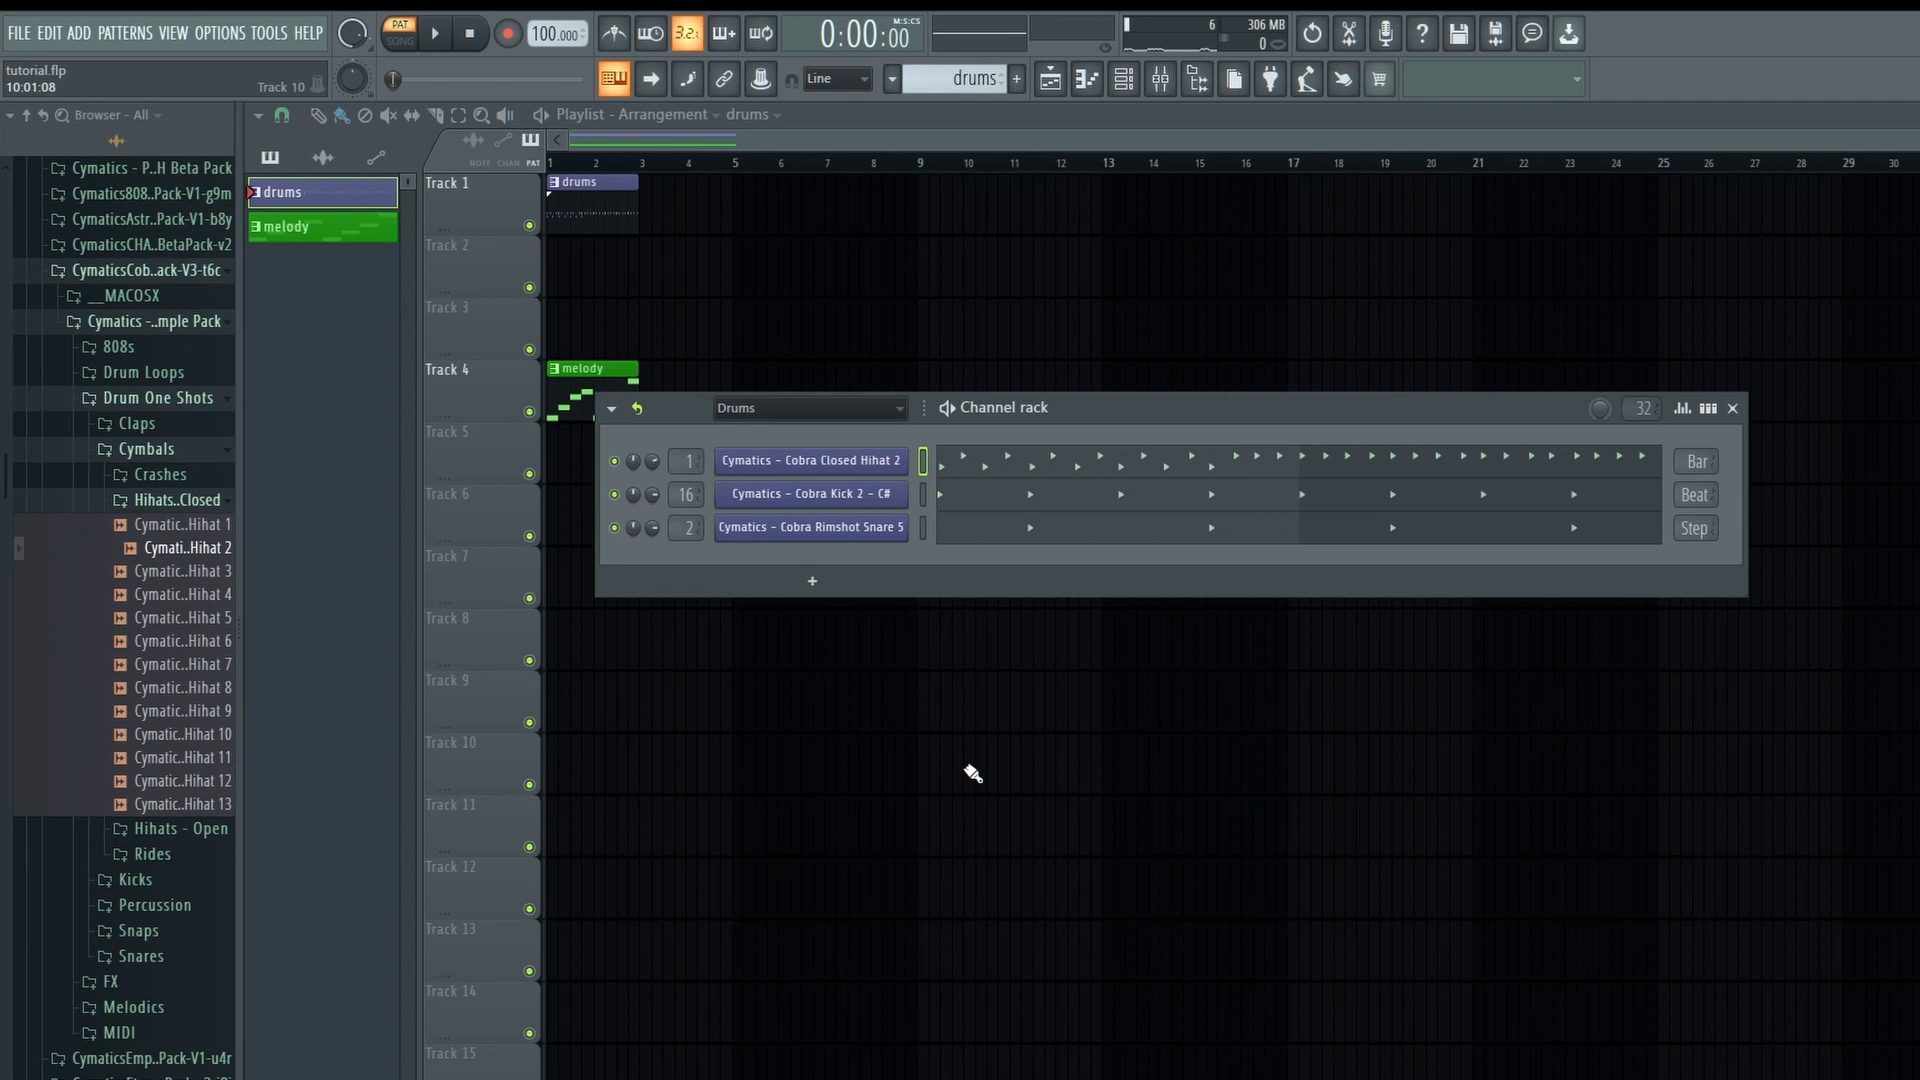 FILE EDIT ADD PATTERNS VIEW OPTIONS TOOLS HELP
PAT
SONG
100.000
3.2.
0:00:00
M:S:CS
6
306 MB
0
tutorial.flp
10:01:08
Track 10
Line
drums
Browser - All
Playlist - Arrangement
drums
NOTE CHAN PAT
1 2 3 4 5 6 7 8 9 10 11 12 13 14 15 16 17 18 19 20 21 22 23 24 25 26 27 28 29 30
Cymatics - P..H Beta Pack
Cymatics808..Pack-V1-g9m
CymaticsAstr..Pack-V1-b8y
CymaticsCHA..BetaPack-v2
CymaticsCob..ack-V3-t6c
__MACOSX
Cymatics -..mple Pack
808s
Drum Loops
Drum One Shots
Claps
Cymbals
Crashes
Hihats..Closed
Cymatic..Hihat 1
Cymati..Hihat 2
Cymatic..Hihat 3
Cymatic..Hihat 4
Cymatic..Hihat 5
Cymatic..Hihat 6
Cymatic..Hihat 7
Cymatic..Hihat 8
Cymatic..Hihat 9
Cymatic..Hihat 10
Cymatic..Hihat 11
Cymatic..Hihat 12
Cymatic..Hihat 13
Hihats - Open
Rides
Kicks
Percussion
Snaps
Snares
FX
Melodics
MIDI
CymaticsEmp..Pack-V1-u4r
drums
melody
Track 1
drums
Track 2
Track 3
Track 4
melody
Track 5
Track 6
Track 7
Track 8
Track 9
Track 10
Track 11
Track 12
Track 13
Track 14
Track 15
Drums
Channel rack
32
1
Cymatics - Cobra Closed Hihat 2
Bar
16
Cymatics - Cobra Kick 2 - C#
Beat
2
Cymatics - Cobra Rimshot Snare 5
Step
+